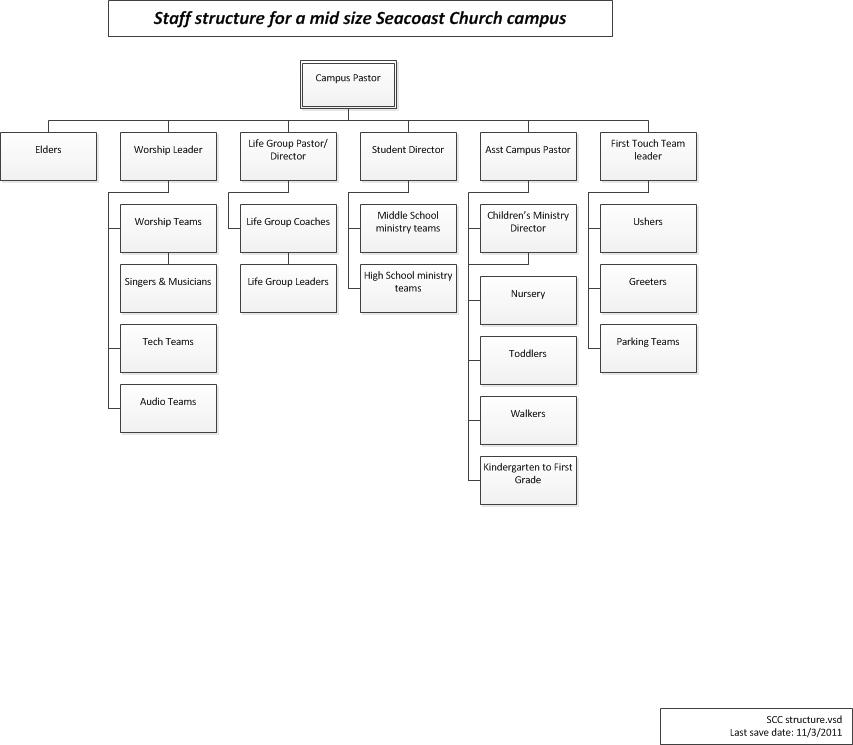 Staff structure for a mid size Seacoast Church campus
Campus Pastor
Elders
Worship Leader
Life Group Pastor/
Director
Student Director
Asst Campus Pastor
First Touch Team
leader
Worship Teams
Life Group Coaches
Middle School
ministry teams
Children's Ministry
Director
Ushers
Singers & Musicians
Life Group Leaders
High School ministry
teams
Nursery
Greeters
Tech Teams
Toddlers
Parking Teams
Audio Teams
Walkers
Kindergarten to First
Grade
SCC structure.vsd
Last save date: 11/3/2011